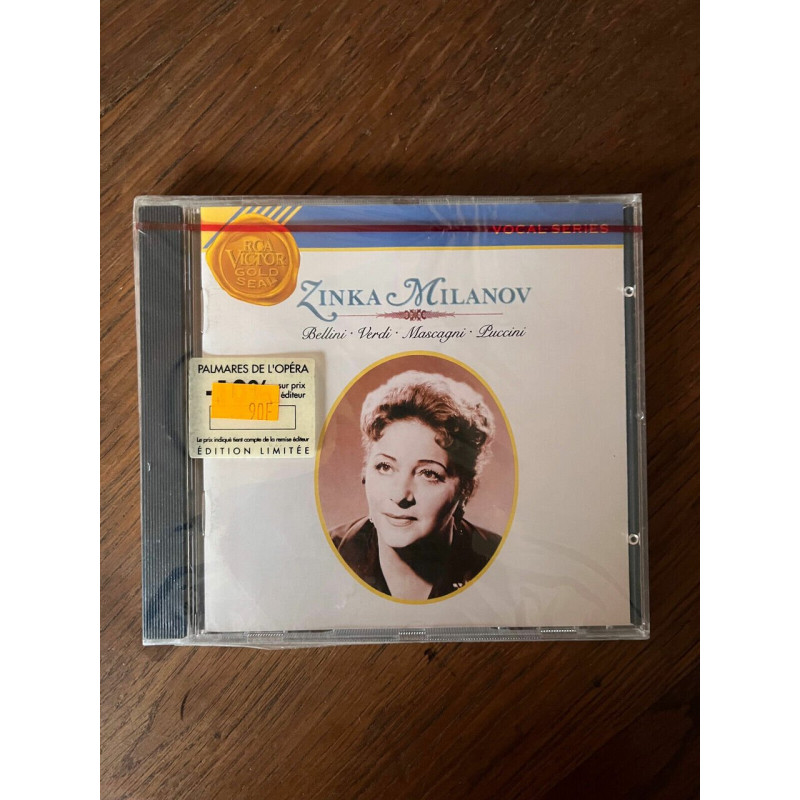 VOCAL SERIES
RCA
VICTOR
GOLD
SEAL
ZINKA MILANOV
Bellini · Verdi · Mascagni · Puccini
PALMARES DE L'OPÉRA
sur prix
éditeur
90F
Le prix indiqué tient compte de la remise éditeur
ÉDITION LIMITÉE